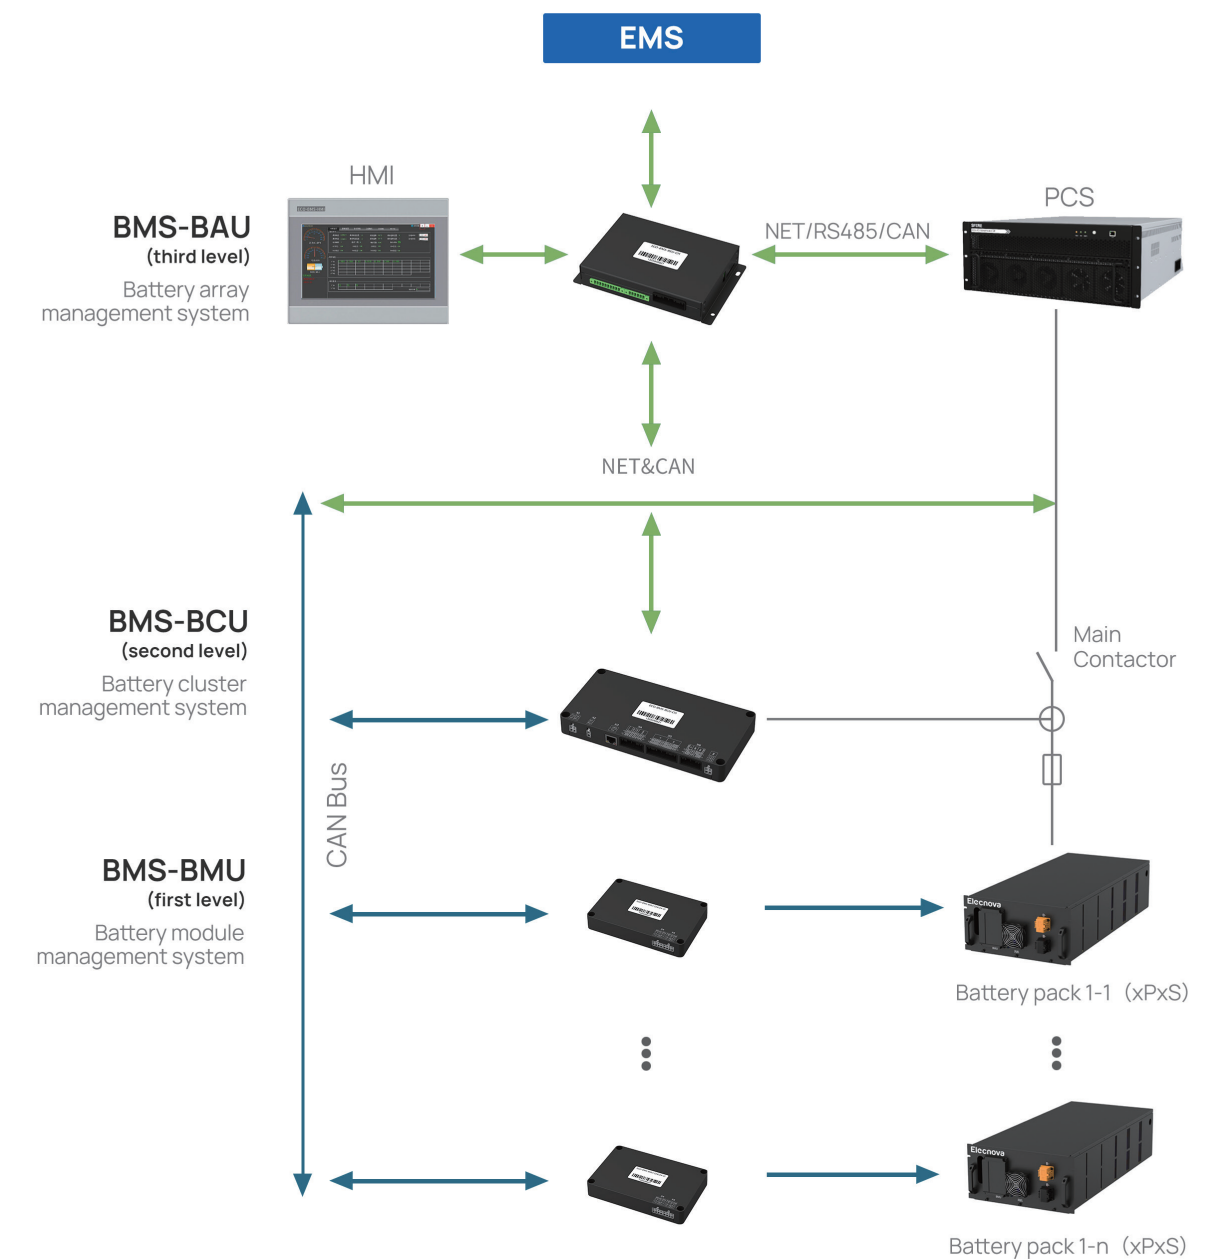 EMS
HMI
PCS
BMS-BAU
(third level)
Battery array
management system
NET/RS485/CAN
NET&CAN
BMS-BCU
(second level)
Battery cluster
management system
Main
Contactor
CAN Bus
BMS-BMU
(first level)
Battery module
management system
Elecnova
Battery pack 1-1（xPxS）
Elecnova
Battery pack 1-n（xPxS）